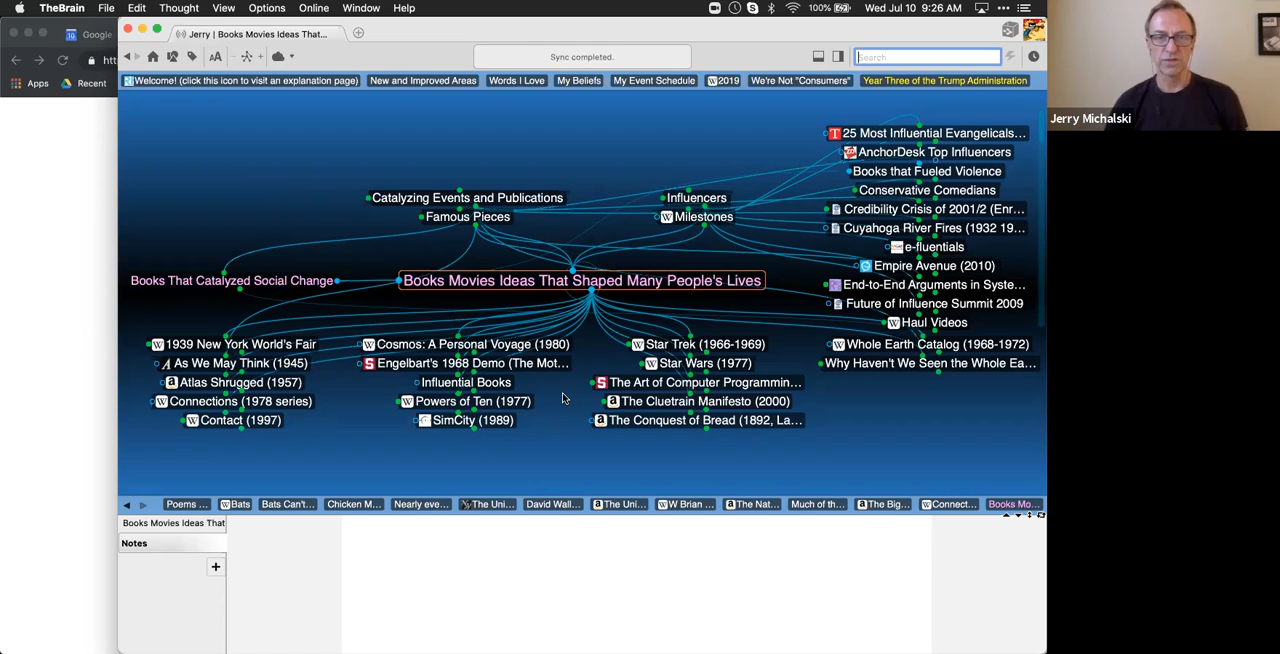 TheBrain File Edit Thought View Options Online Window Help 100% Wed Jul 10 9:26 AM
Google
Jerry | Books Movies Ideas That...
htt
Sync completed.
Search
AA
Apps Recent
Welcome! (click this icon to visit an explanation page) New and Improved Areas Words I Love My Beliefs My Event Schedule W 2019 We're Not "Consumers" Year Three of the Trump Administration
Jerry Michalski
T 25 Most Influential Evangelicals...
AnchorDesk Top Influencers
Books that Fueled Violence
Conservative Comedians
Credibility Crisis of 2001/2 (Enr...
Cuyahoga River Fires (1932 19...
e-fluentials
Empire Avenue (2010)
End-to-End Arguments in Syste...
Future of Influence Summit 2009
W Haul Videos
W Whole Earth Catalog (1968-1972)
Why Haven't We Seen the Whole Ea...
Catalyzing Events and Publications
Famous Pieces
Influencers
W Milestones
Books That Catalyzed Social Change
Books Movies Ideas That Shaped Many People's Lives
W 1939 New York World's Fair
A As We May Think (1945)
a Atlas Shrugged (1957)
W Connections (1978 series)
W Contact (1997)
W Cosmos: A Personal Voyage (1980)
S Engelbart's 1968 Demo (The Mot...
Influential Books
W Powers of Ten (1977)
SimCity (1989)
W Star Trek (1966-1969)
W Star Wars (1977)
S The Art of Computer Programmin...
a The Cluetrain Manifesto (2000)
a The Conquest of Bread (1892, La...
Poems ... W Bats Bats Can't... Chicken M... Nearly eve... The Uni... David Wall... a The Uni... W W Brian ... a The Nat... Much of th... a The Big... W Connect... Books Mo...
Books Movies Ideas That
Notes
+